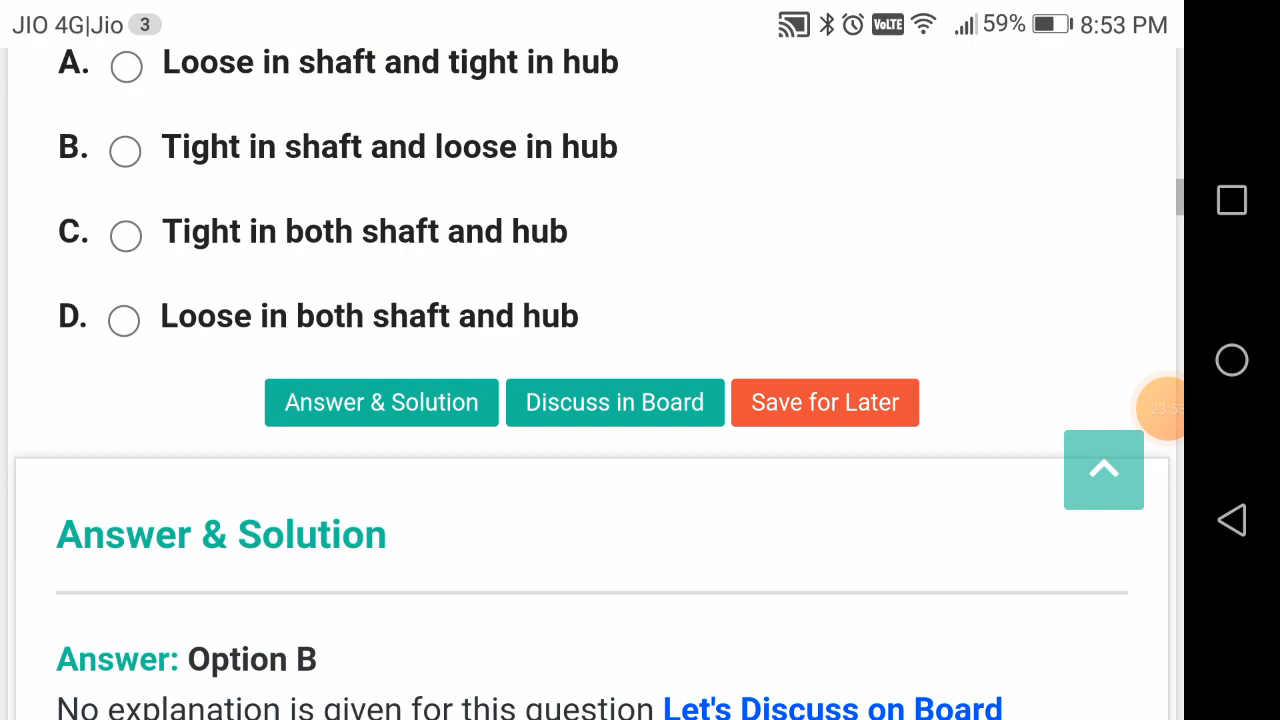 JIO 4G|Jio 3 VoLTE 59% 8:53 PM
A. Loose in shaft and tight in hub
B. Tight in shaft and loose in hub
C. Tight in both shaft and hub
D. Loose in both shaft and hub
Answer & Solution Discuss in Board Save for Later
23:53
Answer & Solution
Answer: Option B
No explanation is given for this question Let's Discuss on Board